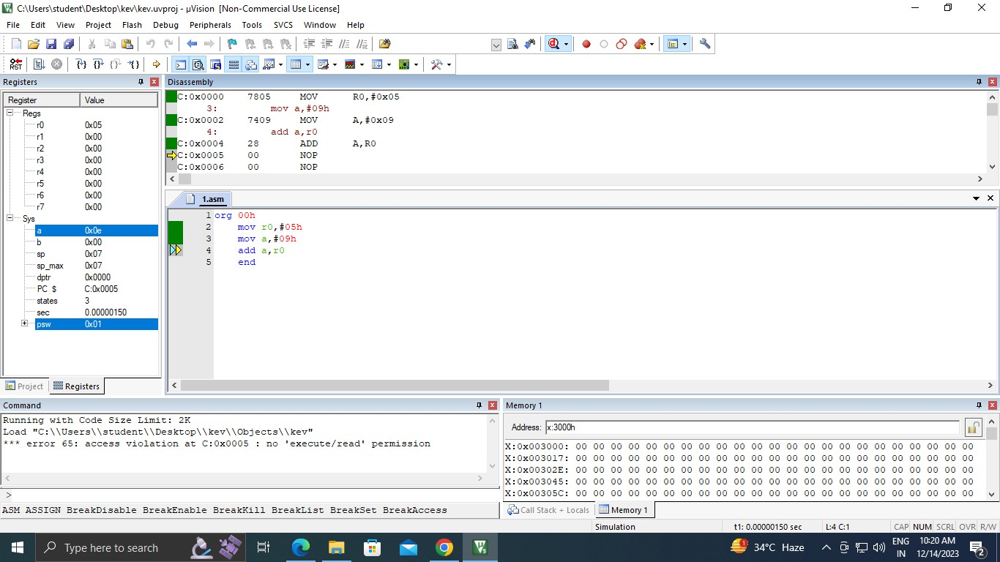 C:\Users\student\Desktop\kev\kev.uvproj - µVision [Non-Commercial Use License]
File Edit View Project Flash Debug Peripherals Tools SVCS Window Help
RST
Registers
Register Value
Regs
r0 0x05
r1 0x00
r2 0x00
r3 0x00
r4 0x00
r5 0x00
r6 0x00
r7 0x00
Sys
a 0x0e
b 0x00
sp 0x07
sp_max 0x07
dptr 0x0000
PC $ C:0x0005
states 3
sec 0.00000150
psw 0x01
Project Registers
Disassembly
C:0x0000 7805 MOV R0,#0x05
3: mov a,#09h
C:0x0002 7409 MOV A,#0x09
4: add a,r0
C:0x0004 28 ADD A,R0
C:0x0005 00 NOP
C:0x0006 00 NOP
1.asm
1 org 00h
2 mov r0,#05h
3 mov a,#09h
4 add a,r0
5 end
Command
Running with Code Size Limit: 2K
Load "C:\\Users\\student\\Desktop\\kev\\Objects\\kev"
*** error 65: access violation at C:0x0005 : no 'execute/read' permission
>
ASM ASSIGN BreakDisable BreakEnable BreakKill BreakList BreakSet BreakAccess
Memory 1
Address: x:3000h
X:0x003000: 00 00 00 00 00 00 00 00 00 00 00 00 00 00 00 00 00 00 00 00 00 00 00
X:0x003017: 00 00 00 00 00 00 00 00 00 00 00 00 00 00 00 00 00 00 00 00 00 00 00
X:0x00302E: 00 00 00 00 00 00 00 00 00 00 00 00 00 00 00 00 00 00 00 00 00 00 00
X:0x003045: 00 00 00 00 00 00 00 00 00 00 00 00 00 00 00 00 00 00 00 00 00 00 00
X:0x00305C: 00 00 00 00 00 00 00 00 00 00 00 00 00 00 00 00 00 00 00 00 00 00 00
Call Stack + Locals Memory 1
Simulation t1: 0.00000150 sec L:4 C:1 CAP NUM SCRL OVR R/W
Type here to search
1
34°C Haze
ENG
IN
10:20 AM
12/14/2023
2